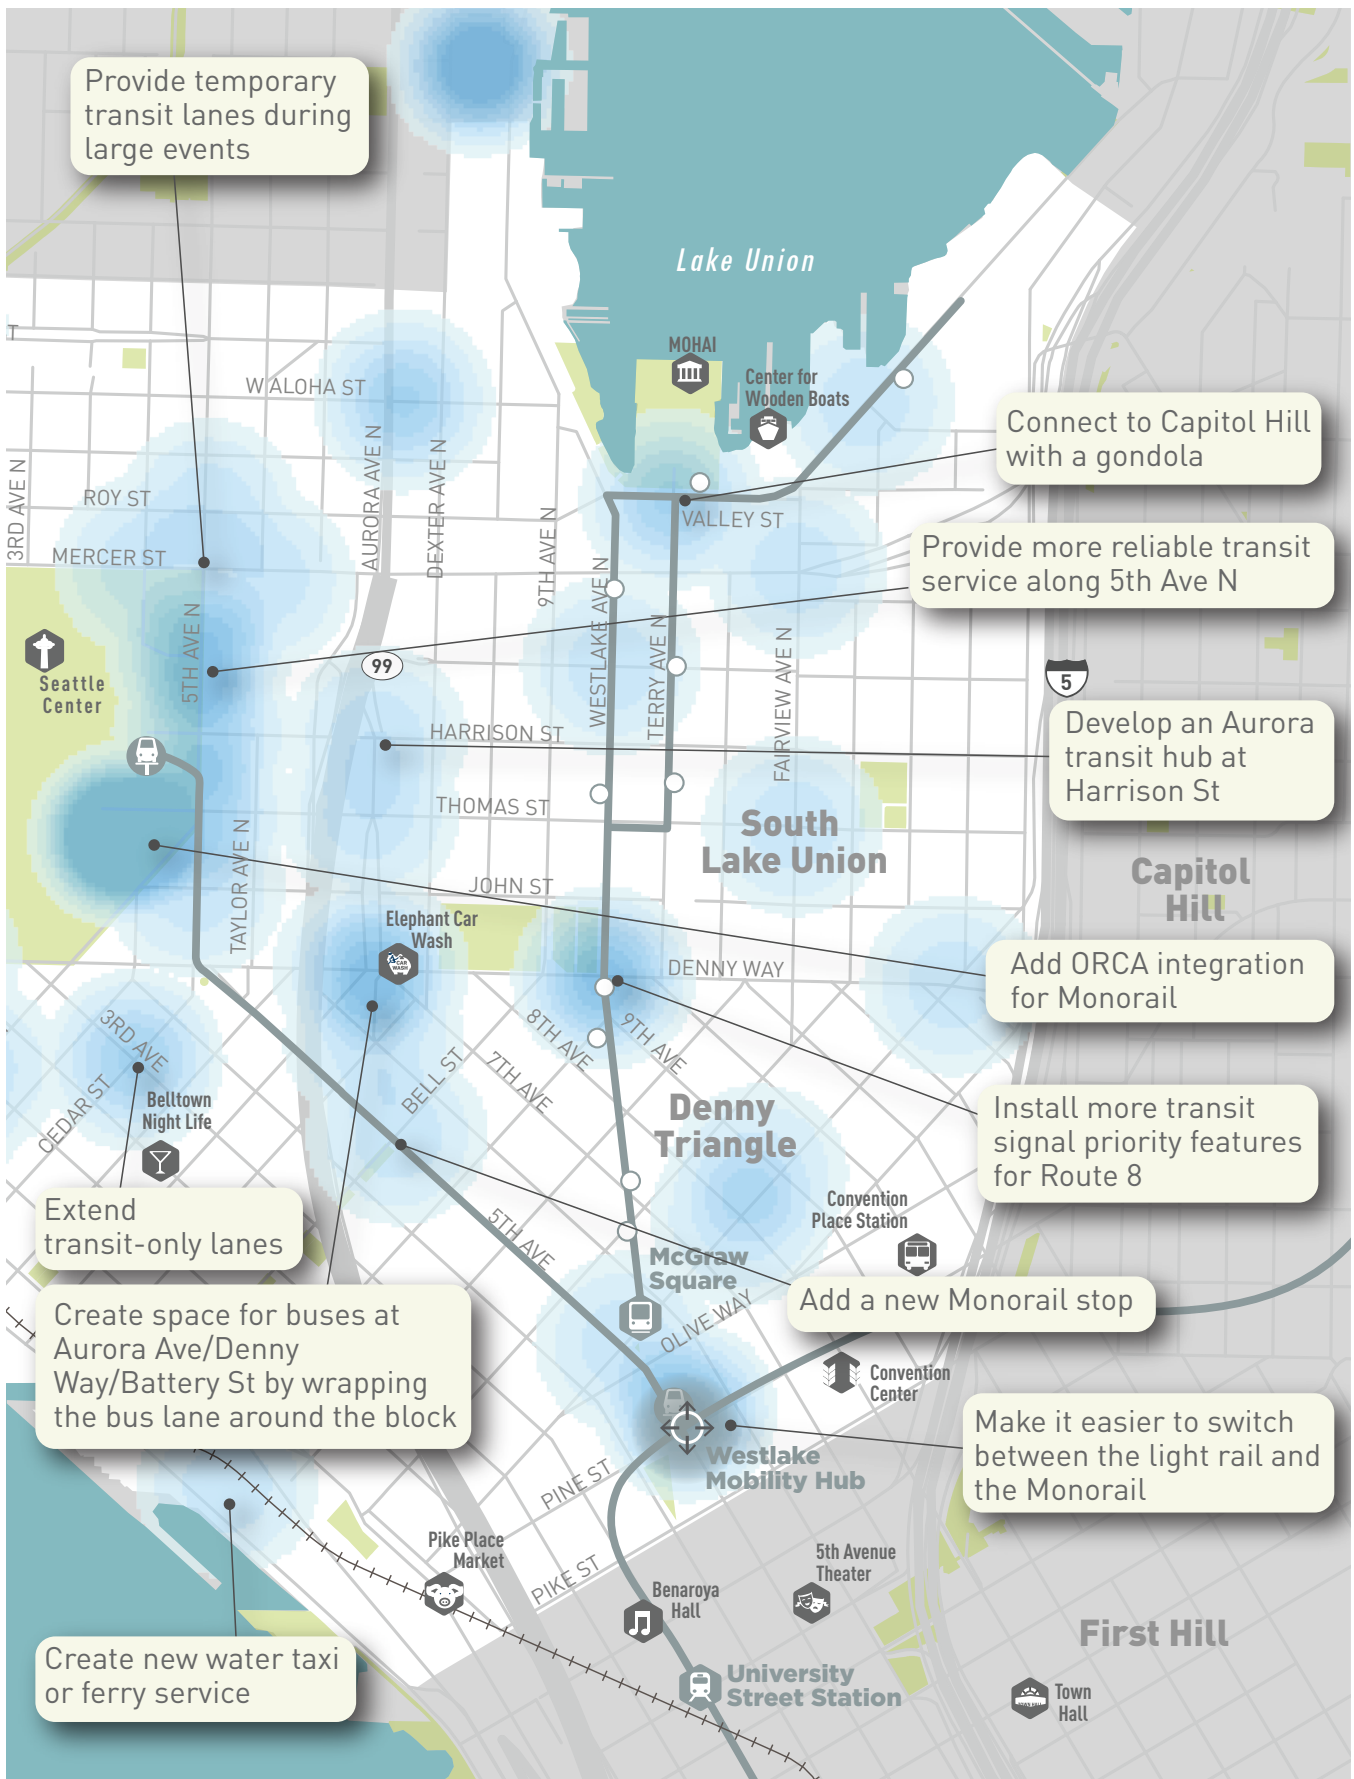 Provide temporary
transit lanes during
large events
Lake Union
MOHAI
Center for
Wooden Boats
T
W ALOHA ST
Connect to Capitol Hill
with a gondola
3RD AVE N
ROY ST
AURORA AVE N
DEXTER AVE N
9TH AVE N
VALLEY ST
MERCER ST
Provide more reliable transit
service along 5th Ave N
5TH AVE N
WESTLAKE AVE N
TERRY AVE N
FAIRVIEW AVE N
Seattle
Center
99
5
HARRISON ST
Develop an Aurora
transit hub at
Harrison St
THOMAS ST
South
Lake Union
TAYLOR AVE N
JOHN ST
Capitol
Hill
Elephant Car
Wash
CAR
WASH
DENNY WAY
Add ORCA integration
for Monorail
3RD AVE
8TH AVE
9TH AVE
7TH AVE
BELL ST
CEDAR ST
Belltown
Night Life
Denny
Triangle
Install more transit
signal priority features
for Route 8
Extend
transit-only lanes
5TH AVE
Convention
Place Station
McGraw
Square
OLIVE WAY
Add a new Monorail stop
Create space for buses at
Aurora Ave/Denny
Way/Battery St by wrapping
the bus lane around the block
Convention
Center
Make it easier to switch
between the light rail and
the Monorail
Westlake
Mobility Hub
PINE ST
Pike Place
Market
PIKE ST
5th Avenue
Theater
Benaroya
Hall
First Hill
Create new water taxi
or ferry service
University
Street Station
TOWN HALL
Town
Hall